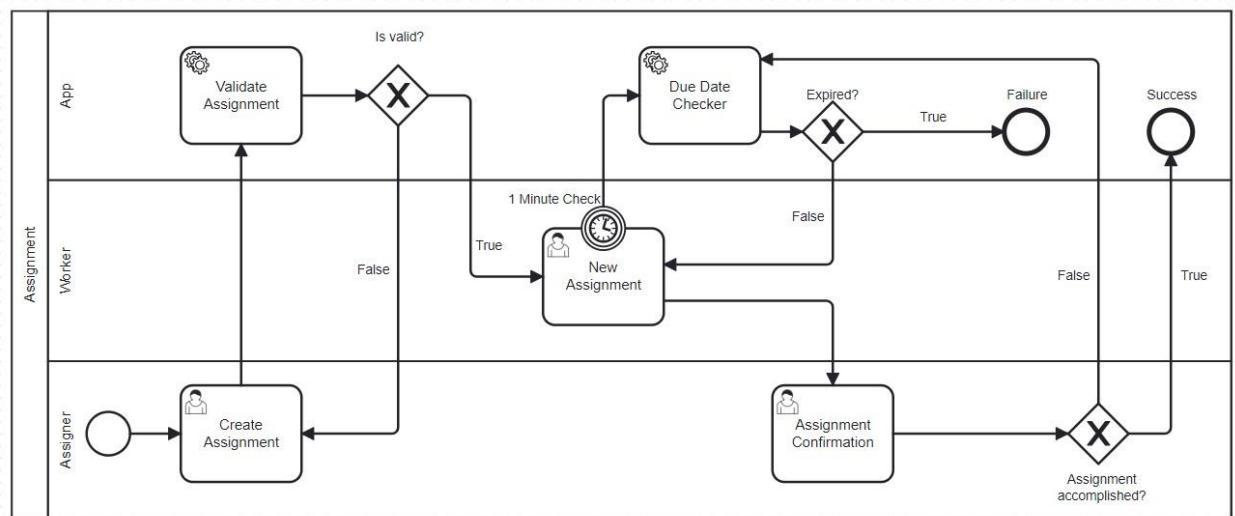 Assignment
App
Is valid?
Validate
Assignment
Due Date
Checker
Expired?
True
Failure
Success
Worker
1 Minute Check
New
Assignment
True
False
False
False
True
Assigner
Create
Assignment
Assignment
Confirmation
Assignment
accomplished?